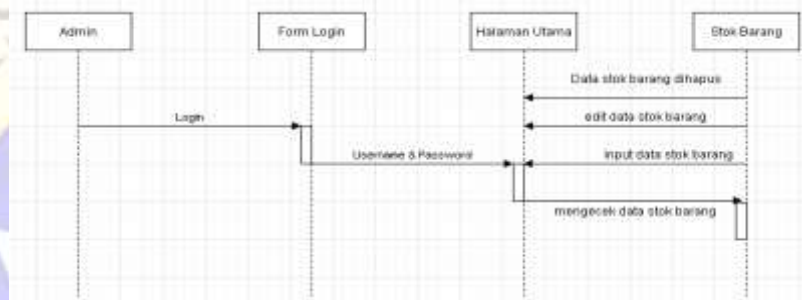 Admin
Form Login
Halaman Utama
Stok Barang
Data stok barang dihapus
edit data stok barang
Login
Username & Password
input data stok barang
mengecek data stok barang